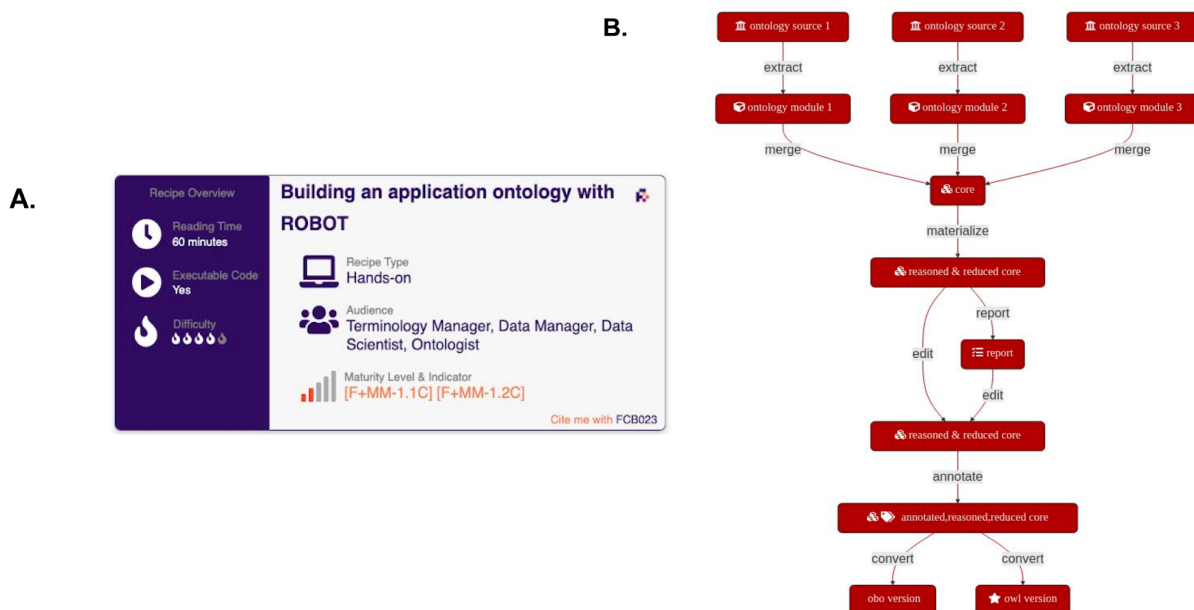 A.
Recipe Overview
Reading Time
60 minutes
Executable Code
Yes
Difficulty
Building an application ontology with
ROBOT
Recipe Type
Hands-on
Audience
Terminology Manager, Data Manager, Data
Scientist, Ontologist
Maturity Level & Indicator
[F+MM-1.1C] [F+MM-1.2C]
Cite me with FCB023
B.
ontology source 1
ontology source 2
ontology source 3
extract
extract
extract
ontology module 1
ontology module 2
ontology module 3
merge
merge
merge
core
materialize
reasoned & reduced core
report
edit
report
edit
reasoned & reduced core
annotate
annotated,reasoned,reduced core
convert
convert
obo version
owl version